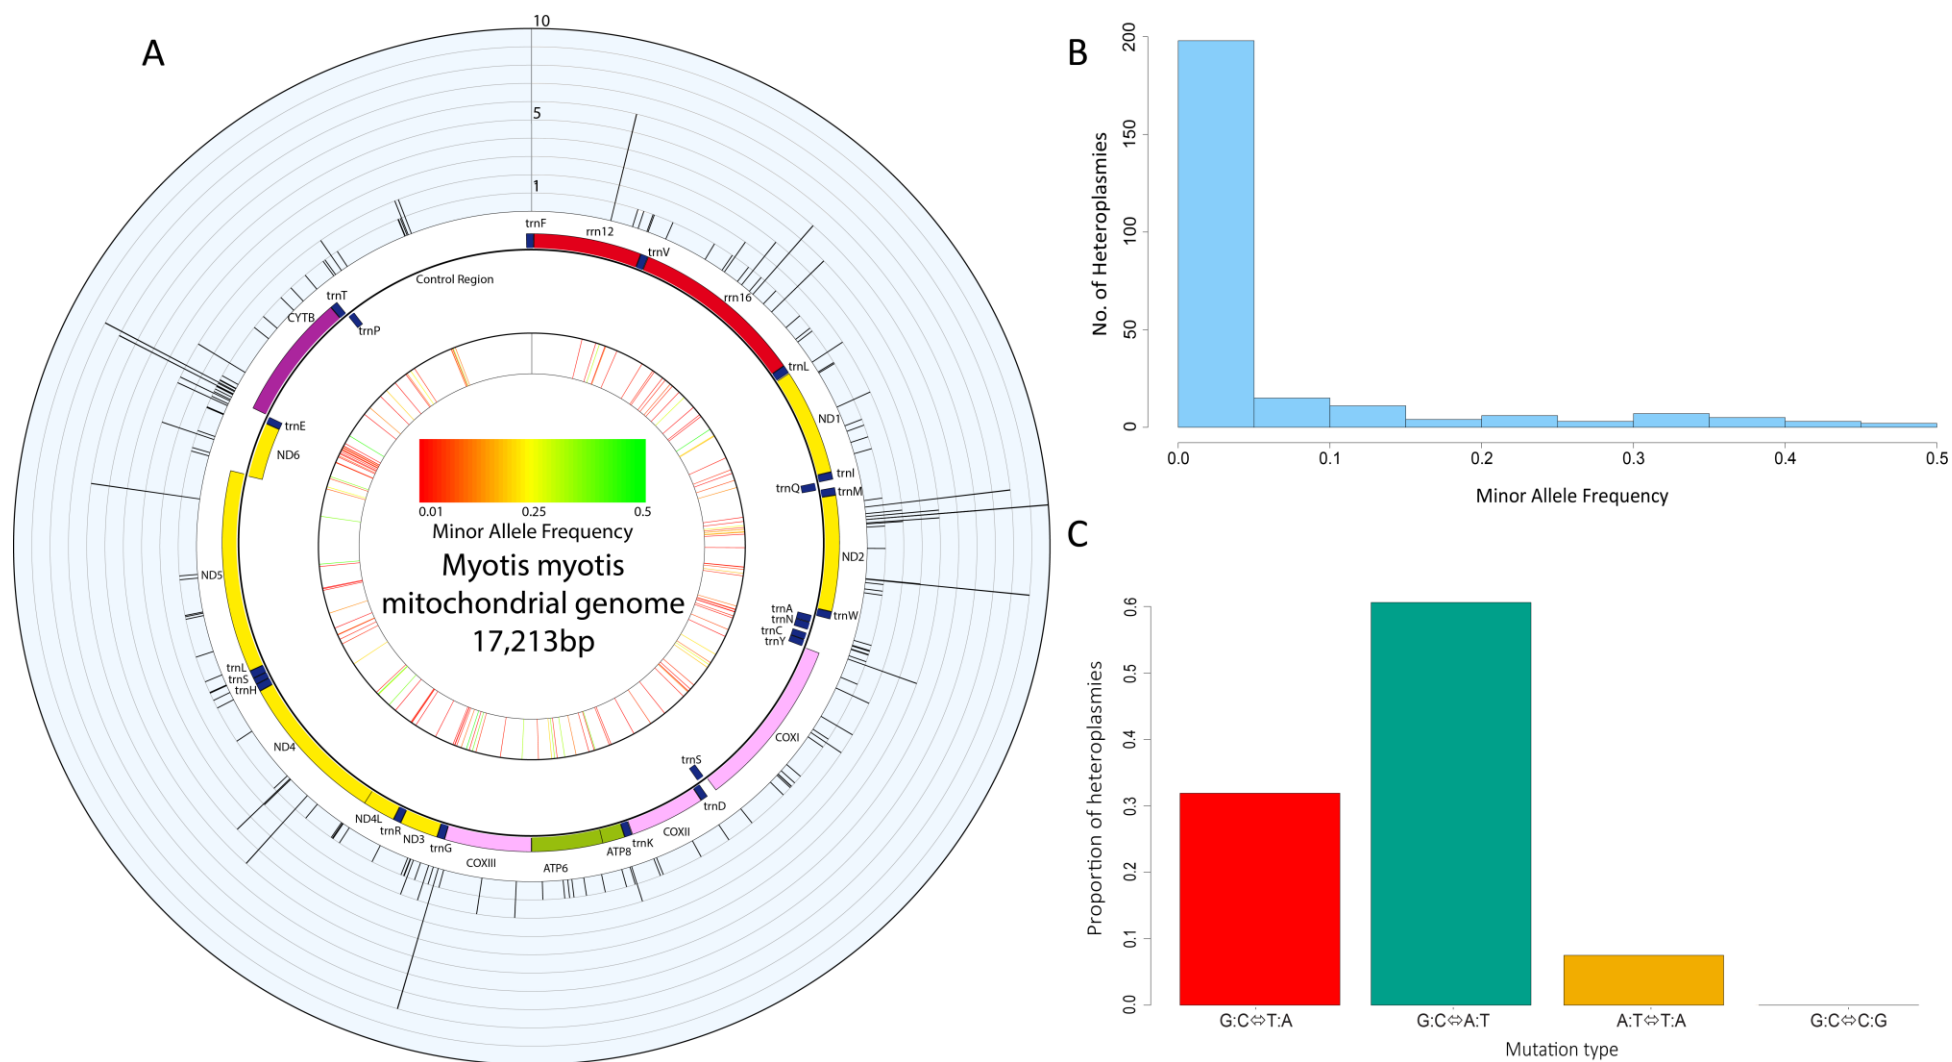 A
10
5
1
trnF
rrn12
trnV
rrn16
trnL
ND1
trnI
trnQ
trnM
ND2
trnW
trnA
trnN
trnC
trnY
COXI
trnS
trnD
COXII
trnK
ATP8
ATP6
COXIII
trnG
ND3
trnR
ND4L
ND4
trnH
trnS
trnL
ND5
ND6
trnE
CYTB
trnT
trnP
Control Region
0.01 0.25 0.5
Minor Allele Frequency
Myotis myotis
mitochondrial genome
17,213bp
B
No. of Heteroplasmies
200
150
100
50
0
0.0 0.1 0.2 0.3 0.4 0.5
Minor Allele Frequency
C
Proportion of heteroplasmies
0.6
0.5
0.4
0.3
0.2
0.1
0.0
G:C⇔T:A G:C⇔A:T A:T⇔T:A G:C⇔C:G
Mutation type